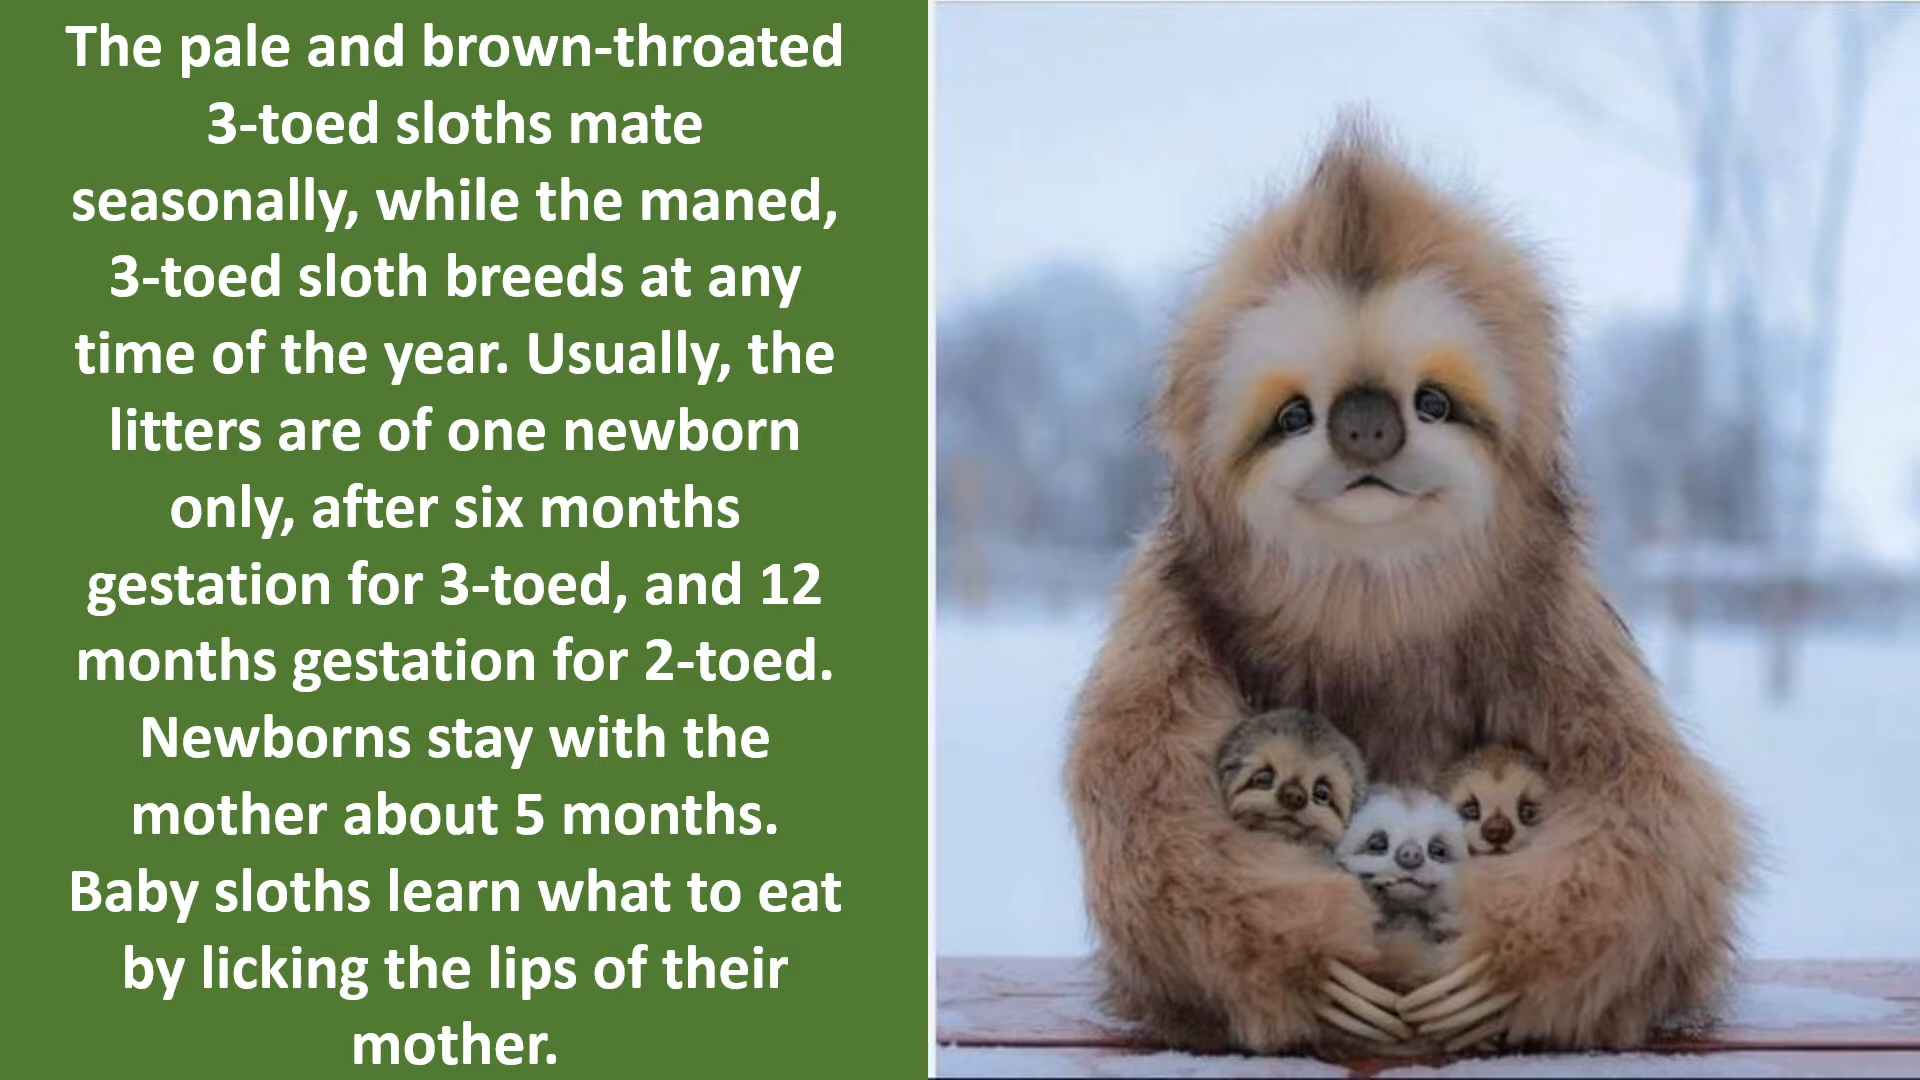 The pale and brown-throated
3-toed sloths mate
seasonally, while the maned,
3-toed sloth breeds at any
time of the year. Usually, the
litters are of one newborn
only, after six months
gestation for 3-toed, and 12
months gestation for 2-toed.
Newborns stay with the
mother about 5 months.
Baby sloths learn what to eat
by licking the lips of their
mother.